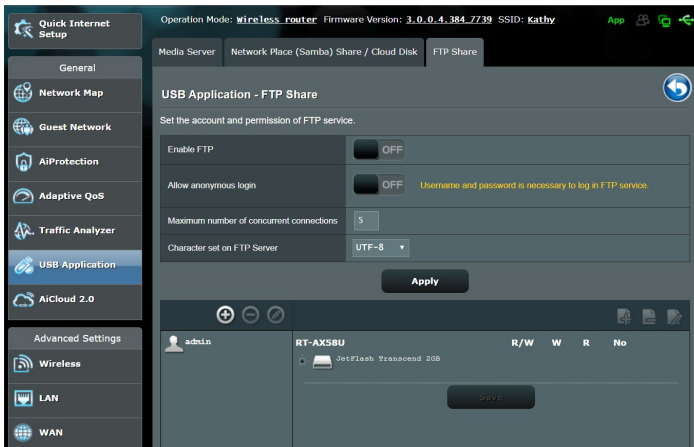 Quick Internet
Setup
Operation Mode: Wireless router Firmware Version: 3.0.0.4.384_7739 SSID: Kathy
App
Media Server
Network Place (Samba) Share / Cloud Disk
FTP Share
General
Network Map
Guest Network
AiProtection
Adaptive QoS
Traffic Analyzer
USB Application
AiCloud 2.0
Advanced Settings
Wireless
LAN
WAN
USB Application - FTP Share
Set the account and permission of FTP service.
Enable FTP
OFF
Allow anonymous login
OFF
Username and password is necessary to log in FTP service.
Maximum number of concurrent connections
5
Character set on FTP Server
UTF-8
Apply
admin
RT-AX58U R/W W R No
JetFlash Transcend 2GB
Save